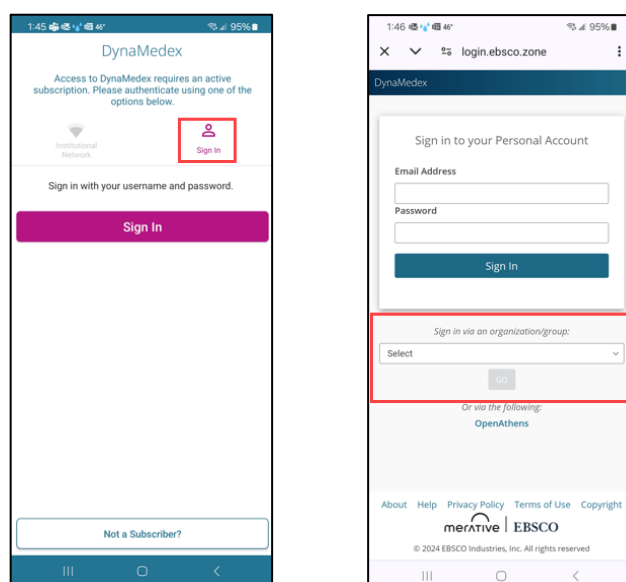 1:45
46°
95%
DynaMedex
Access to DynaMedex requires an active
subscription. Please authenticate using one of the
options below.
Institutional
Network
Sign In
Sign in with your username and password.
Sign In
Not a Subscriber?
1:46
46°
95%
login.ebsco.zone
DynaMedex
Sign in to your Personal Account
Email Address
Password
Sign In
Sign in via an organization/group:
Select
GO
Or via the following:
OpenAthens
About Help Privacy Policy Terms of Use Copyright
merative | EBSCO
© 2024 EBSCO Industries, Inc. All rights reserved